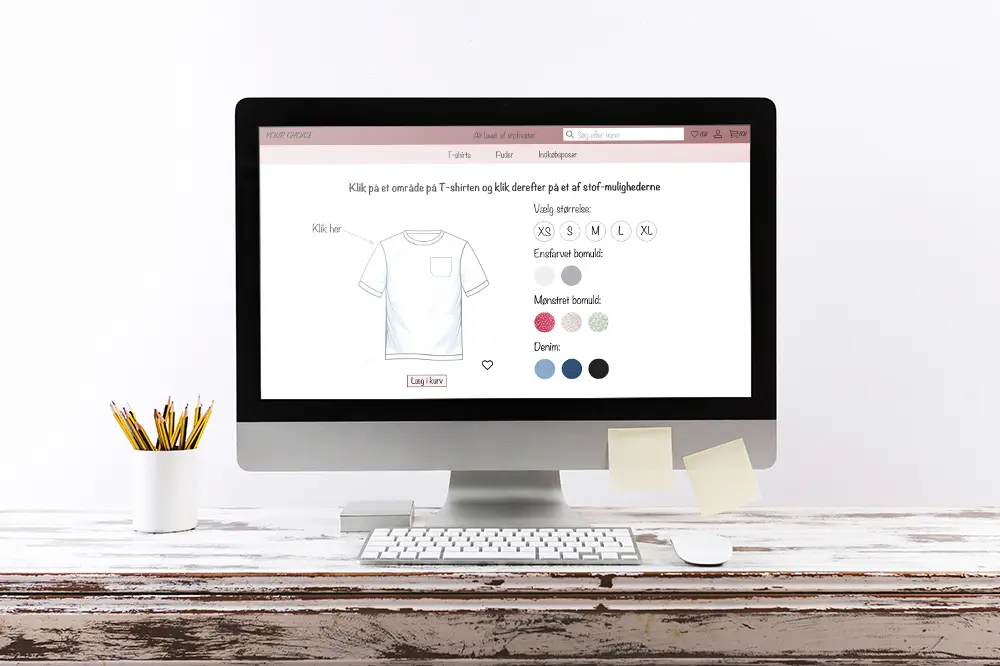 YOUR CHOICE
Alt lavet af stofrester
Søg efter varer
(0)
(0)
T-shirts
Puder
Indkøbsposer
Klik på et område på T-shirten og klik derefter på et af stof-mulighederne
Klik her
Læg i kurv
Vælg størrelse:
XS S M L XL
Ensfarvet bomuld:
Mønstret bomuld:
Denim: